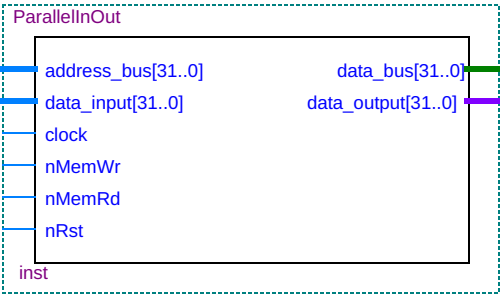 ParallelInOut
address_bus[31..0] data_bus[31..0]
data_input[31..0] data_output[31..0]
clock
nMemWr
nMemRd
nRst
inst